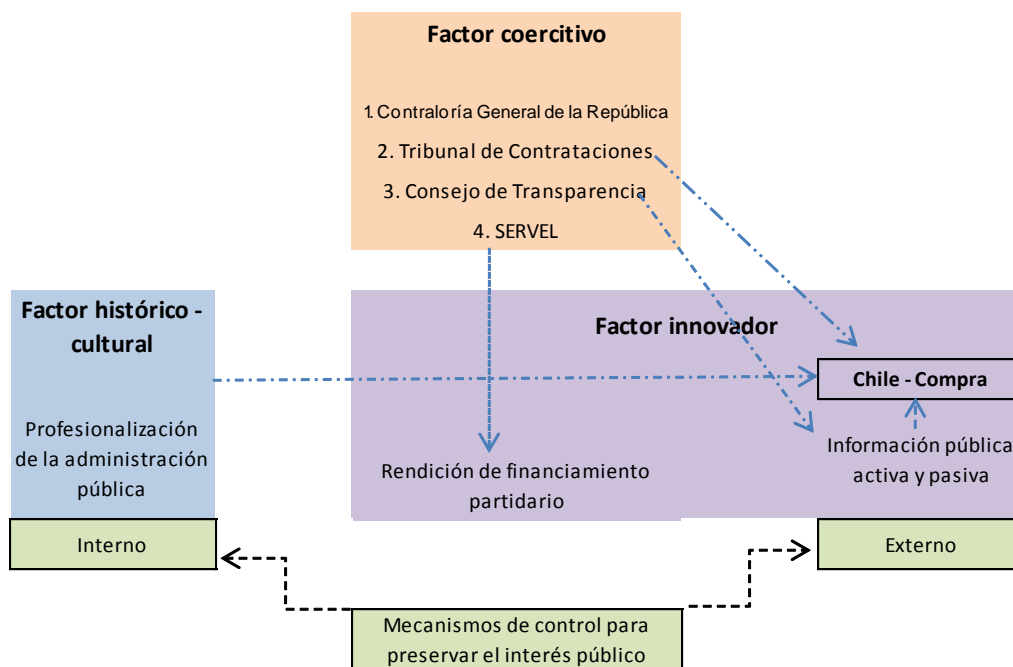 Factor coercitivo
1. Contraloría General de la República
2. Tribunal de Contrataciones
3. Consejo de Transparencia
4. SERVEL
Factor histórico -
cultural
Profesionalización
de la administración
pública
Factor innovador
Chile - Compra
Rendición de financiamiento
partidario
Información pública
activa y pasiva
Interno
Externo
Mecanismos de control para
preservar el interés público